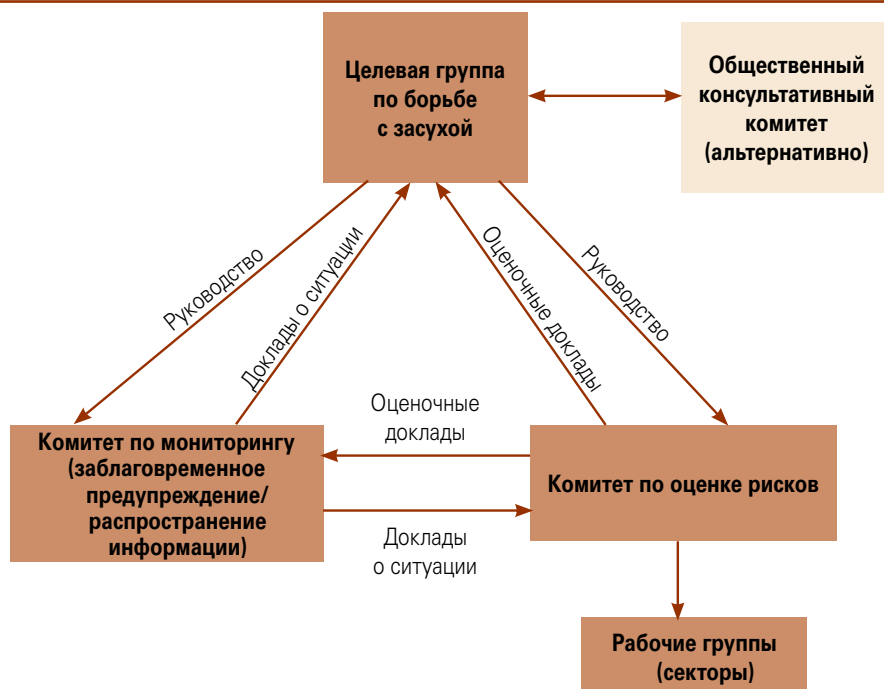 Целевая группа
по борьбе
с засухой
Общественный
консультативный
комитет
(альтернативно)
Руководство
Доклады о ситуации
Оценочные доклады
Руководство
Оценочные
доклады
Комитет по мониторингу
(заблаговременное
предупреждение/
распространение
информации)
Комитет по оценке рисков
Доклады
о ситуации
Рабочие группы
(секторы)